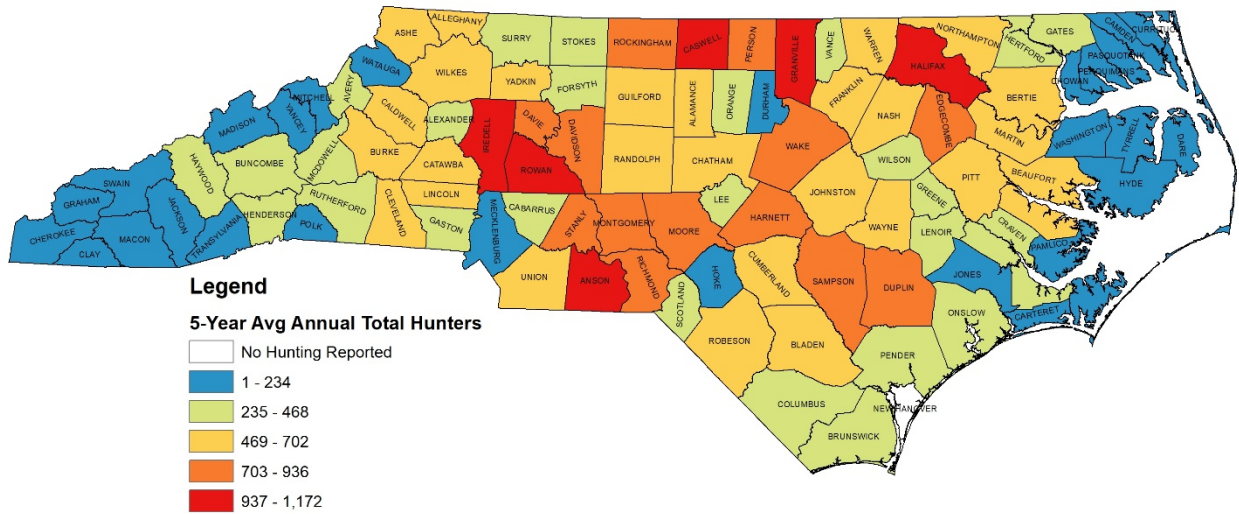 ALLEGHANY
ASHE
SURRY
STOKES
ROCKINGHAM
CASWELL
PERSON
GRANVILLE
VANCE
WARREN
NORTHAMPTON
HERTFORD
GATES
CAMDEN
PASQUOTANK
PERQUIMANS
CHOWAN
WATAUGA
WILKES
YADKIN
FORSYTH
GUILFORD
ALAMANCE
ORANGE
DURHAM
FRANKLIN
HALIFAX
BERTIE
AVERY
MITCHELL
YANCEY
MADISON
CALDWELL
ALEXANDER
IREDELL
DAVIE
DAVIDSON
RANDOLPH
CHATHAM
WAKE
NASH
EDGECOMBE
MARTIN
WASHINGTON
TYRRELL
DARE
HAYWOOD
BUNCOMBE
MCDOWELL
BURKE
CATAWBA
ROWAN
WILSON
PITT
BEAUFORT
HYDE
SWAIN
GRAHAM
JACKSON
HENDERSON
RUTHERFORD
CLEVELAND
LINCOLN
GASTON
MECKLENBURG
CABARRUS
STANLY
MONTGOMERY
MOORE
LEE
HARNETT
JOHNSTON
WAYNE
GREENE
LENOIR
CRAVEN
PAMLICO
CHEROKEE
CLAY
MACON
TRANSYLVANIA
POLK
UNION
ANSON
RICHMOND
SCOTLAND
HOKE
CUMBERLAND
SAMPSON
DUPLIN
JONES
CARTERET
ONSLOW
ROBESON
BLADEN
PENDER
COLUMBUS
NEW HANOVER
BRUNSWICK
Legend
5-Year Avg Annual Total Hunters
No Hunting Reported
1 - 234
235 - 468
469 - 702
703 - 936
937 - 1,172